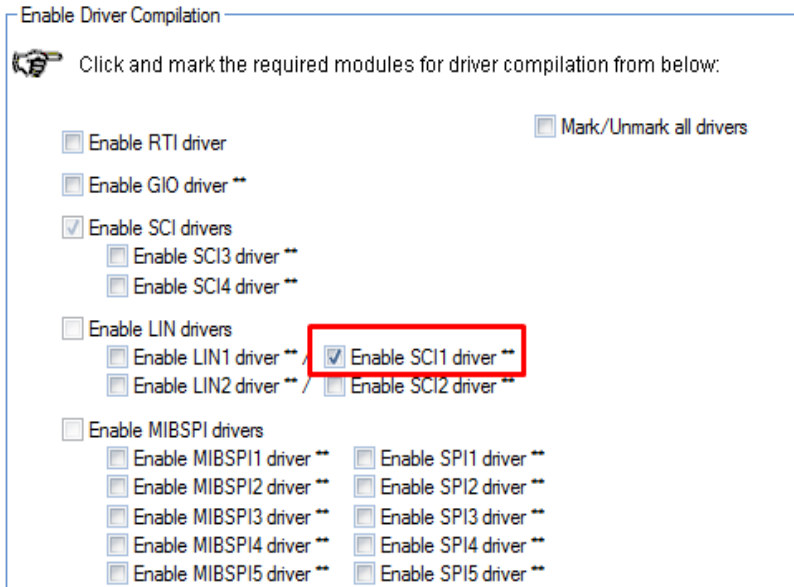 Enable Driver Compilation
Click and mark the required modules for driver compilation from below:
Mark/Unmark all drivers
Enable RTI driver
Enable GIO driver **
Enable SCI drivers
Enable SCI3 driver **
Enable SCI4 driver **
Enable LIN drivers
Enable LIN1 driver ** / Enable SCI1 driver **
Enable LIN2 driver ** / Enable SCI2 driver **
Enable MIBSPI drivers
Enable MIBSPI1 driver ** Enable SPI1 driver **
Enable MIBSPI2 driver ** Enable SPI2 driver **
Enable MIBSPI3 driver ** Enable SPI3 driver **
Enable MIBSPI4 driver ** Enable SPI4 driver **
Enable MIBSPI5 driver ** Enable SPI5 driver **